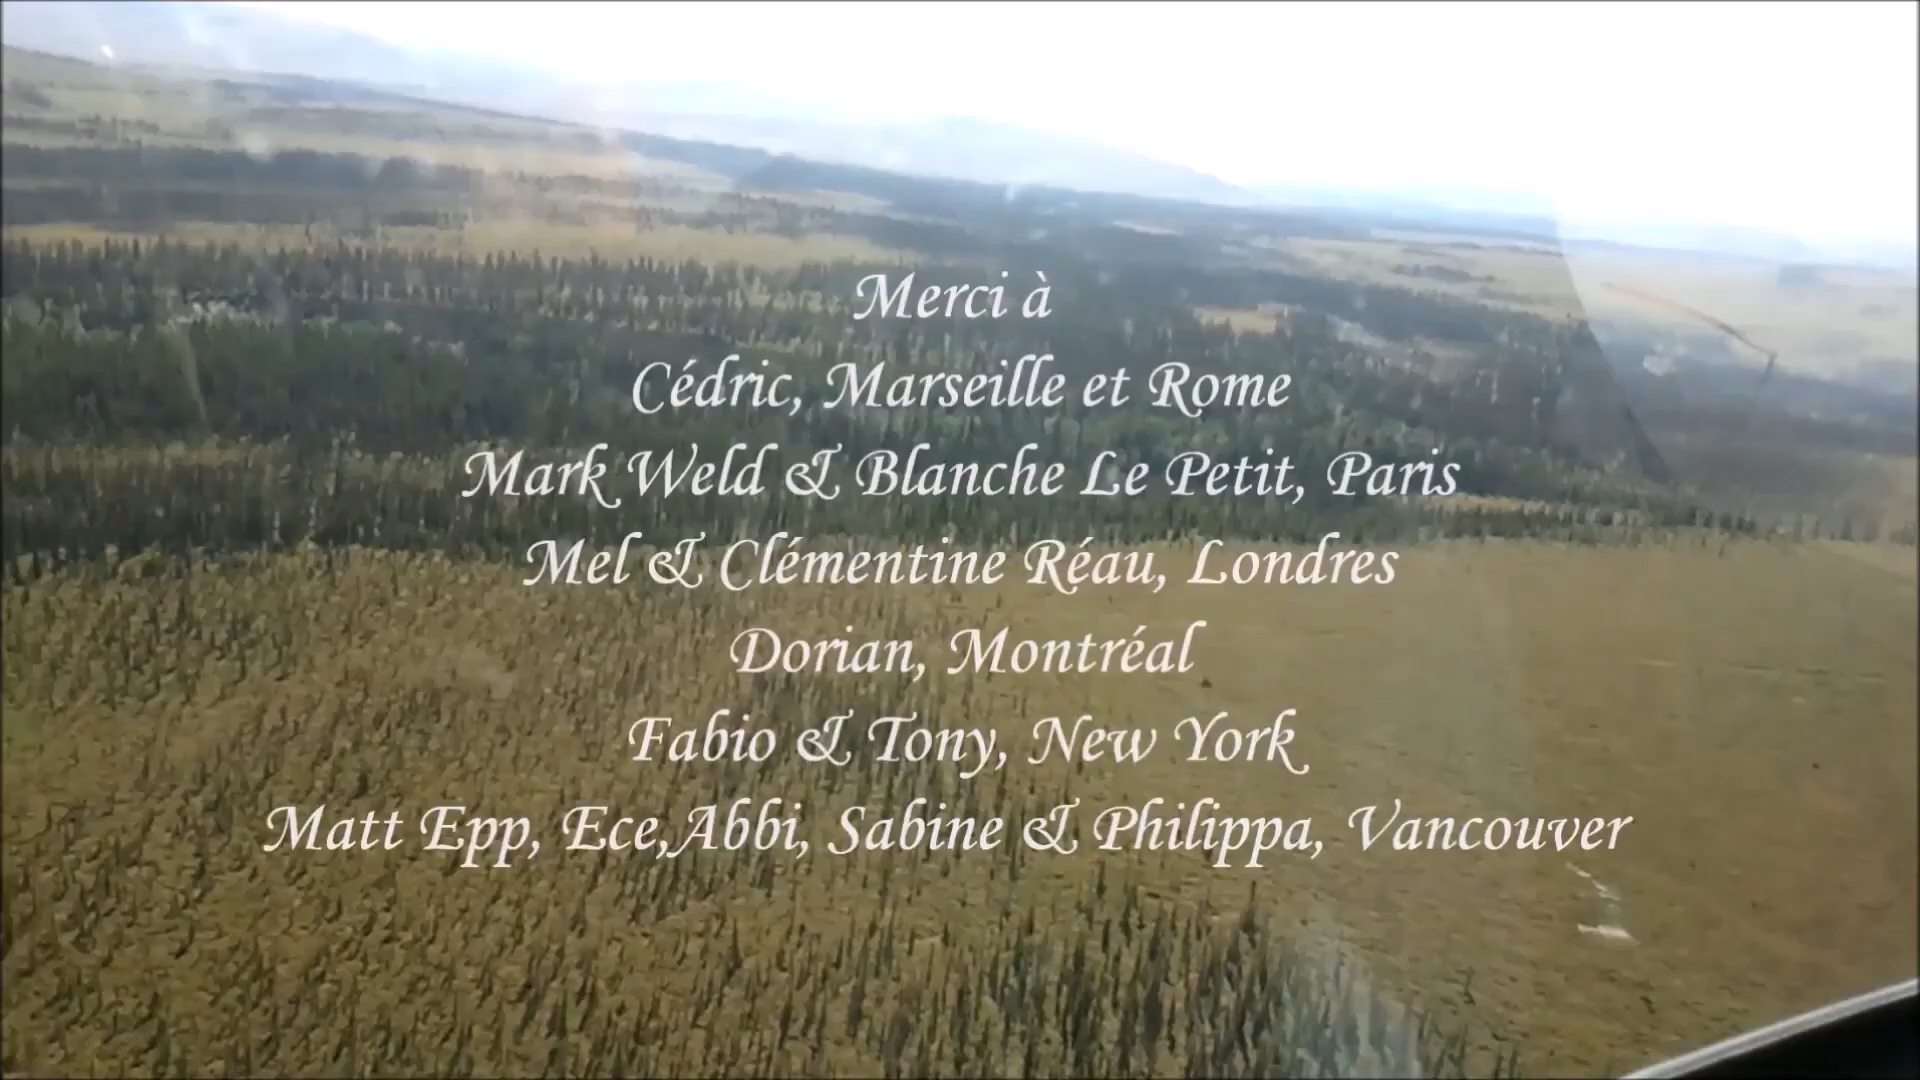 Merci à
Cédric, Marseille et Rome
Mark Weld & Blanche Le Petit, Paris
Mel & Clémentine Réau, Londres
Dorian, Montréal
Fabio & Tony, New York
Matt Epp, Ece,Abbi, Sabine & Philippa, Vancouver